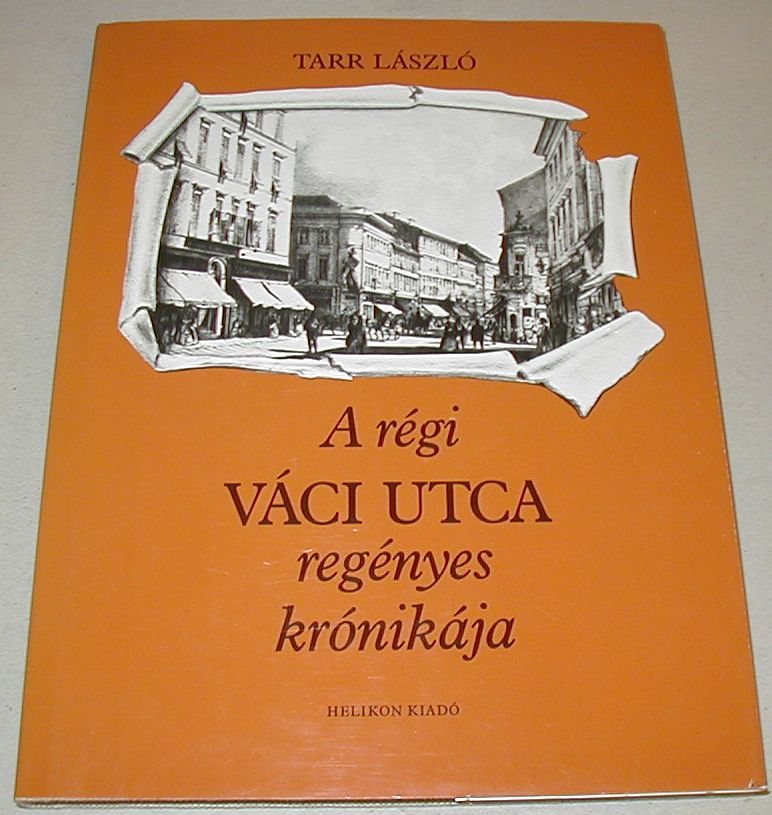 TARR LÁSZLÓ
A régi
VÁCI UTCA
regényes
krónikája
HELIKON KIADÓ